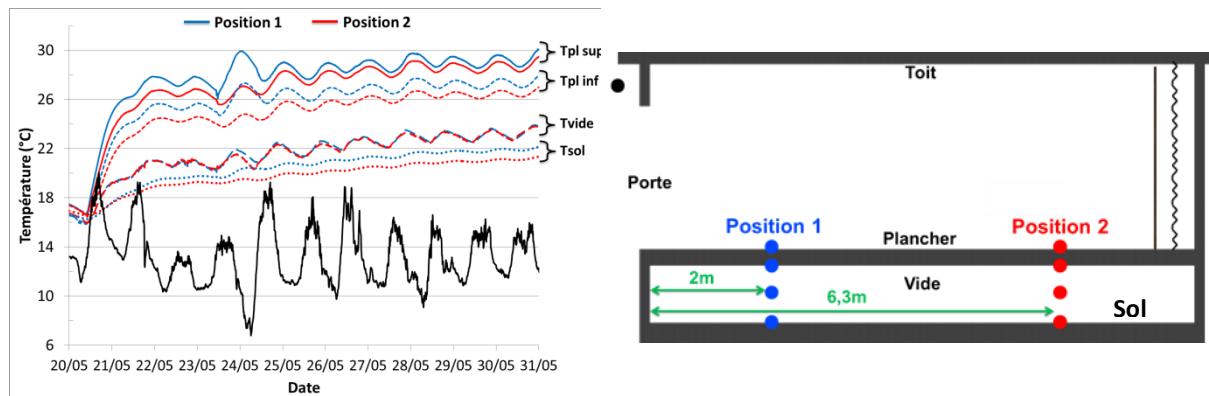 Position 1 Position 2
Température (°C)
30
26
22
18
14
10
6
Tpl sup
Tpl inf
Tvide
Tsol
20/05 21/05 22/05 23/05 24/05 25/05 26/05 27/05 28/05 29/05 30/05 31/05
Date
Toit
Porte
Position 1
Plancher
Position 2
2m
Vide
6,3m
Sol